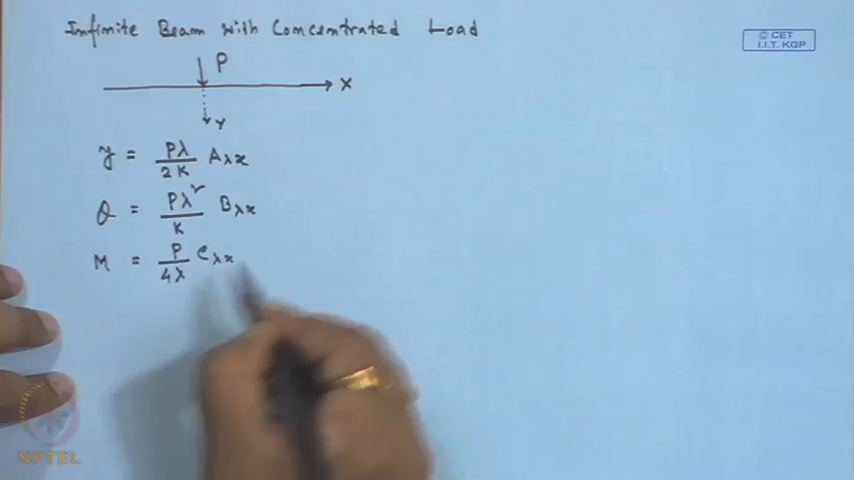 Infinite Beam with Concentrated Load
© CET
I.I.T. KGP
P
X
Y
y = Pλ/2K Aλx
θ = Pλ²/K Bλx
M = P/4λ Cλx
NPTEL